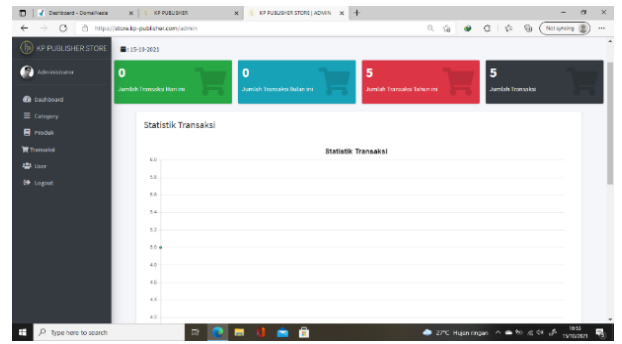 Dashboard - DomaiNesia
KP PUBLISHER
KP PUBLISHER STORE | ADMIN
https://store.kp-publisher.com/admin
Not syncing
KP PUBLISHER STORE
: 15-10-2021
Administrator
Dashboard
Category
Produk
Transaksi
User
Logout
0
Jumlah Transaksi Hari ini
0
Jumlah Transaksi Bulan ini
5
Jumlah Transaksi Tahun ini
5
Jumlah Transaksi
Statistik Transaksi
Statistik Transaksi
6.0
5.8
5.6
5.4
5.2
5.0
4.8
4.6
4.4
4.2
Type here to search
27°C Hujan ringan
15/10/2021